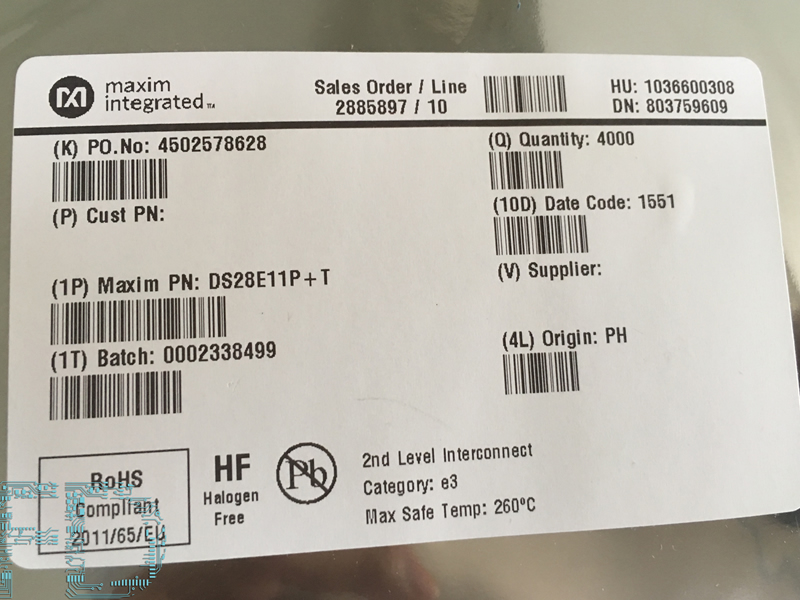 maxim
integrated™
Sales Order / Line
2885897 / 10
HU: 1036600308
DN: 803759609
(K) PO.No: 4502578628
(Q) Quantity: 4000
(P) Cust PN:
(10D) Date Code: 1551
(1P) Maxim PN: DS28E11P+T
(V) Supplier:
(1T) Batch: 0002338499
(4L) Origin: PH
RoHS
Compliant
2011/65/EU
HF
Halogen
Free
Pb
2nd Level Interconnect
Category: e3
Max Safe Temp: 260ºC